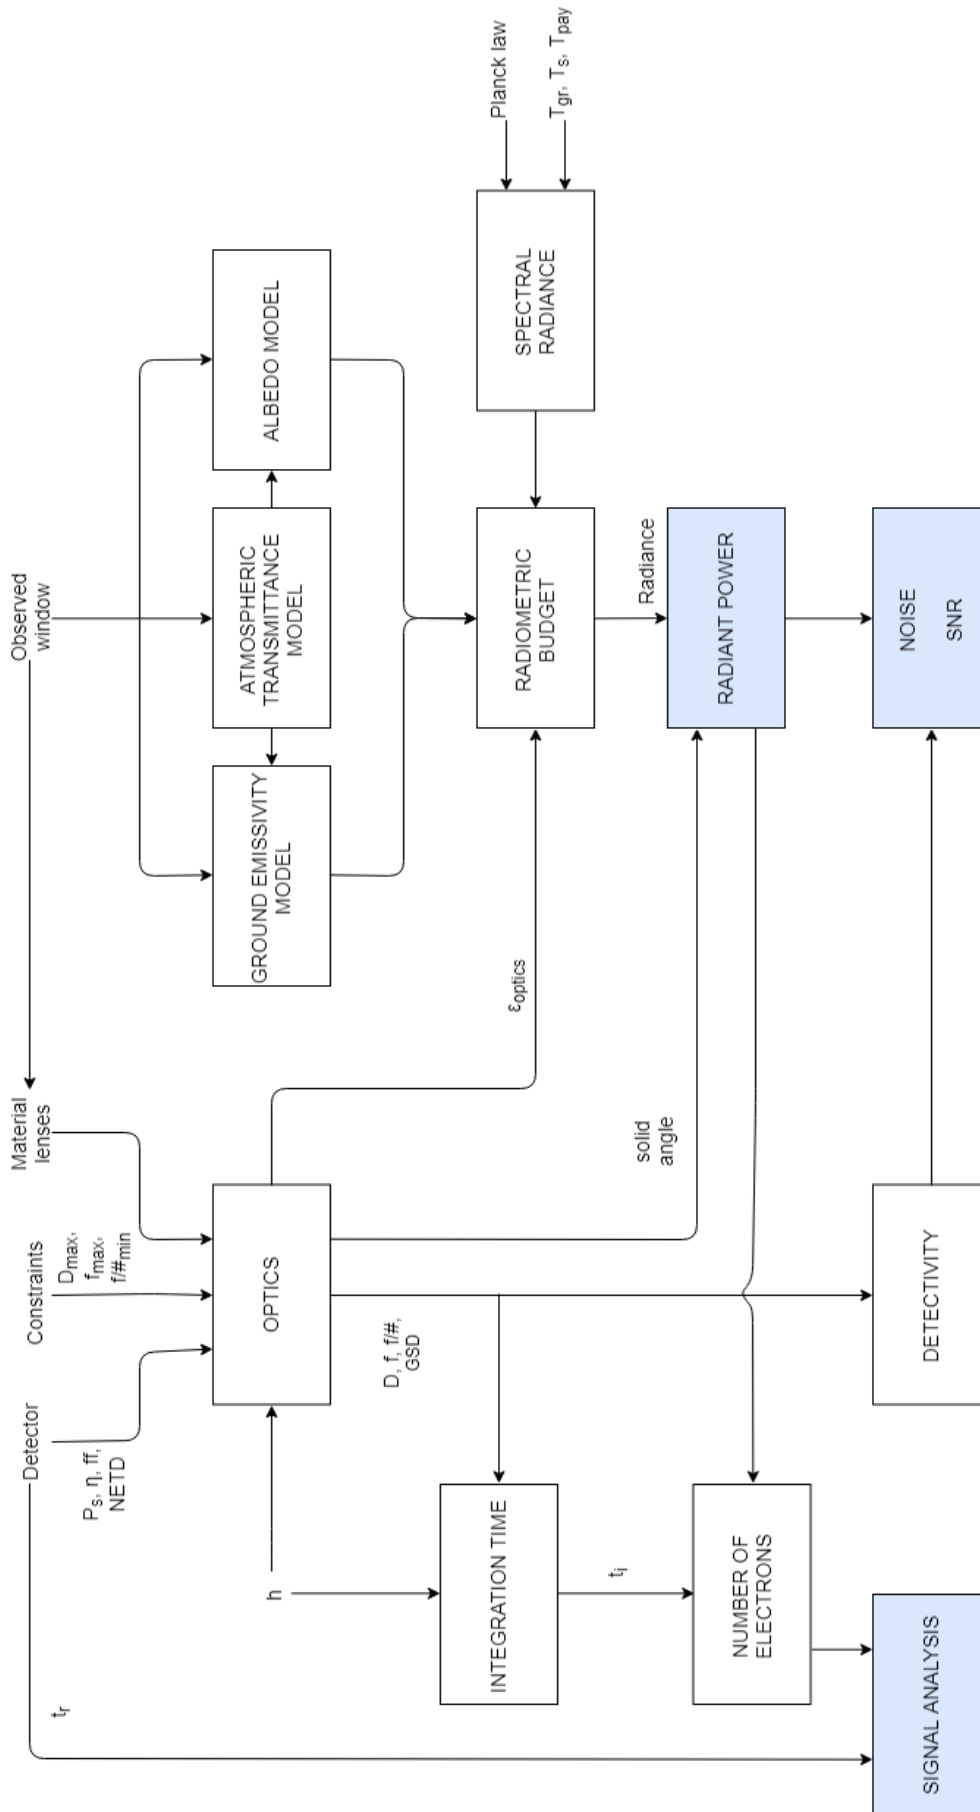 Detector
Constraints
Material
lenses
Observed
window
tᵣ
Pₛ, η, ff,
NETD
Dmax,
fmax,
f/#min
h
OPTICS
GROUND EMISSIVITY
MODEL
ATMOSPHERIC
TRANSMITTANCE
MODEL
ALBEDO MODEL
D, f, f/#,
GSD
εoptics
INTEGRATION TIME
RADIOMETRIC
BUDGET
SPECTRAL
RADIANCE
Planck law
Tgr, Ts, Tpay
tᵢ
solid
angle
Radiance
NUMBER OF
ELECTRONS
RADIANT POWER
SIGNAL ANALYSIS
DETECTIVITY
NOISE
SNR